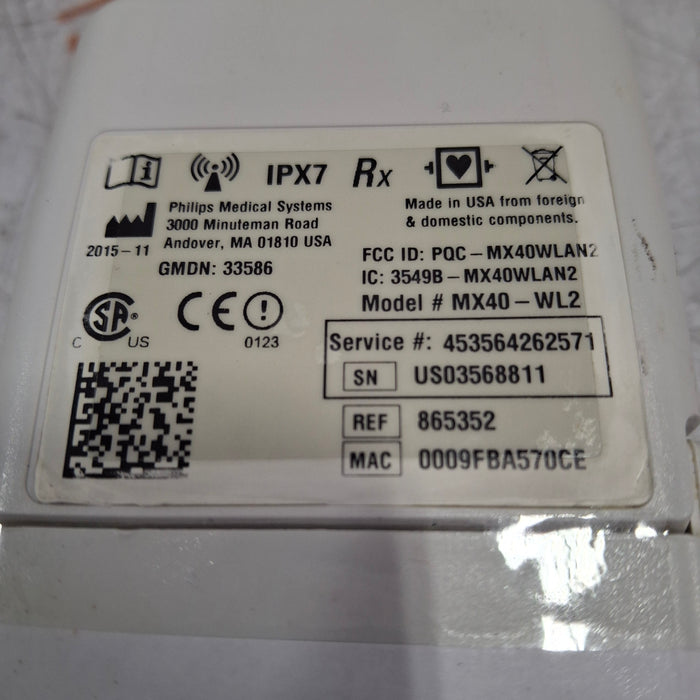 IPX7 Rx
Philips Medical Systems
3000 Minuteman Road
Andover, MA 01810 USA
2015-11
GMDN: 33586
Made in USA from foreign
& domestic components.
FCC ID: PQC-MX40WLAN2
IC: 3549B-MX40WLAN2
Model # MX40-WL2
C SA US
CE 0123
Service #: 453564262571
SN US03568811
REF 865352
MAC 0009FBA570CE